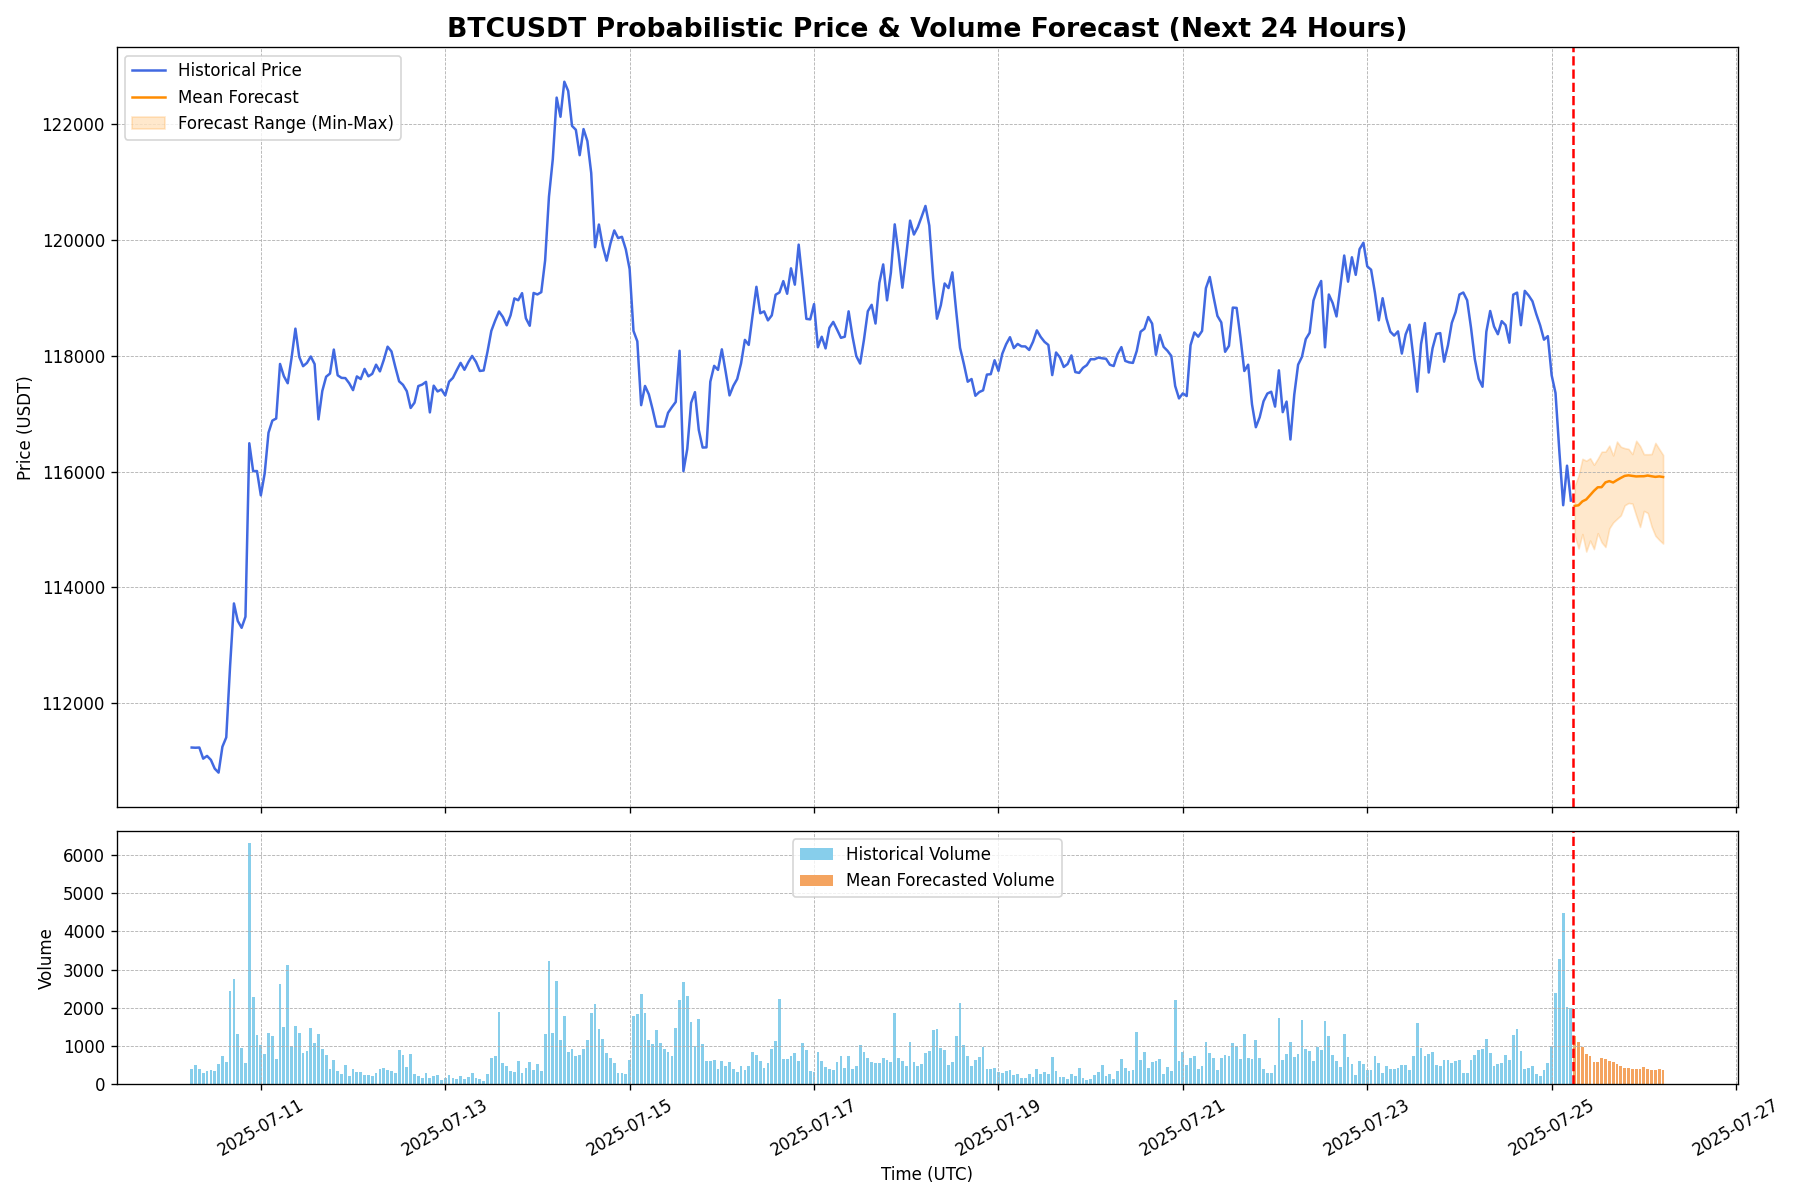 BTCUSDT Probabilistic Price & Volume Forecast (Next 24 Hours)
Historical Price
Mean Forecast
Forecast Range (Min-Max)
122000
120000
118000
116000
114000
112000
Price (USDT)
Historical Volume
Mean Forecasted Volume
6000
5000
4000
3000
2000
1000
0
Volume
2025-07-11
2025-07-13
2025-07-15
2025-07-17
2025-07-19
2025-07-21
2025-07-23
2025-07-25
2025-07-27
Time (UTC)